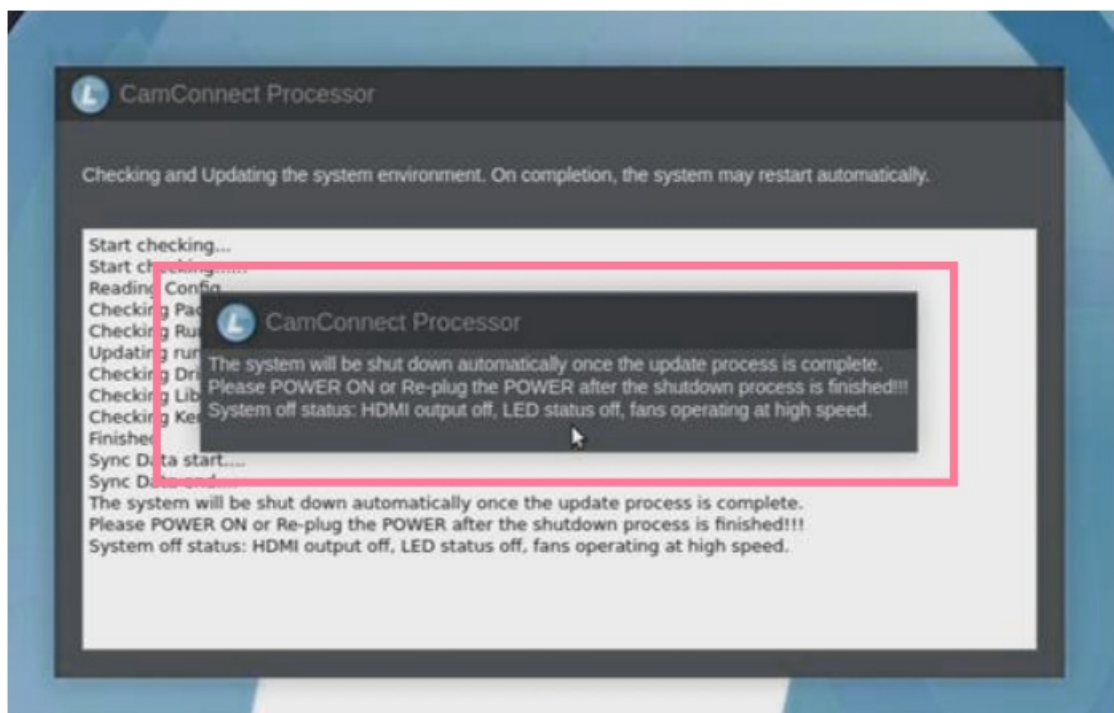 CamConnect Processor
Checking and Updating the system environment. On completion, the system may restart automatically.
Start checking...
Start checking......
Reading Config
Checking
Checking
Updating
Checking
Checking
Checking
Finished
Sync Data start....
Sync
CamConnect Processor
The system will be shut down automatically once the update process is complete.
Please POWER ON or Re-plug the POWER after the shutdown process is finished!!!
System off status: HDMI output off, LED status off, fans operating at high speed.
The system will be shut down automatically once the update process is complete.
Please POWER ON or Re-plug the POWER after the shutdown process is finished!!!
System off status: HDMI output off, LED status off, fans operating at high speed.